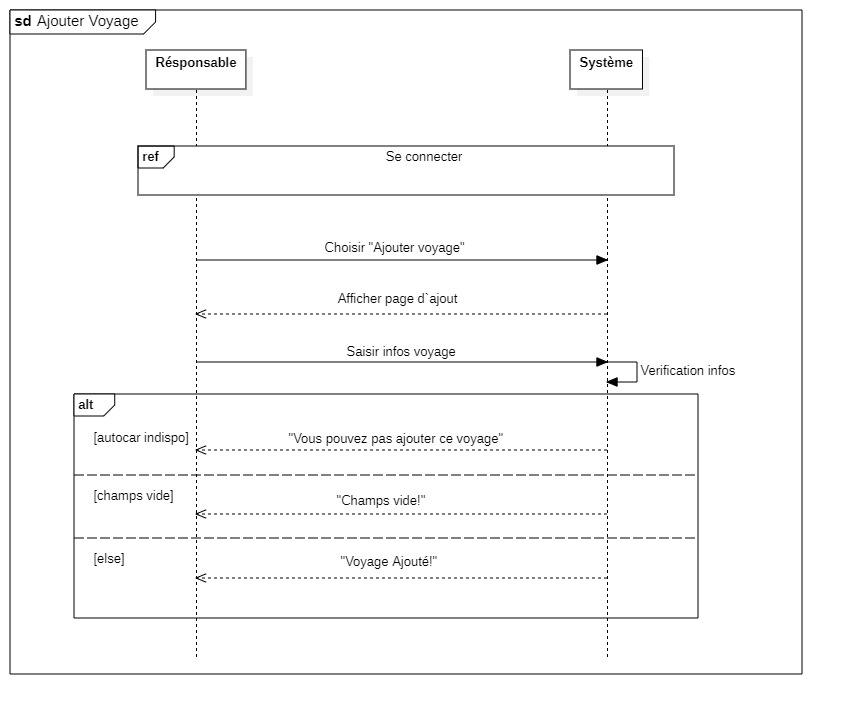 sd Ajouter Voyage
Résponsable
Système
ref
Se connecter
Choisir "Ajouter voyage"
Afficher page d`ajout
Saisir infos voyage
Verification infos
alt
[autocar indispo]
"Vous pouvez pas ajouter ce voyage"
[champs vide]
"Champs vide!"
[else]
"Voyage Ajouté!"